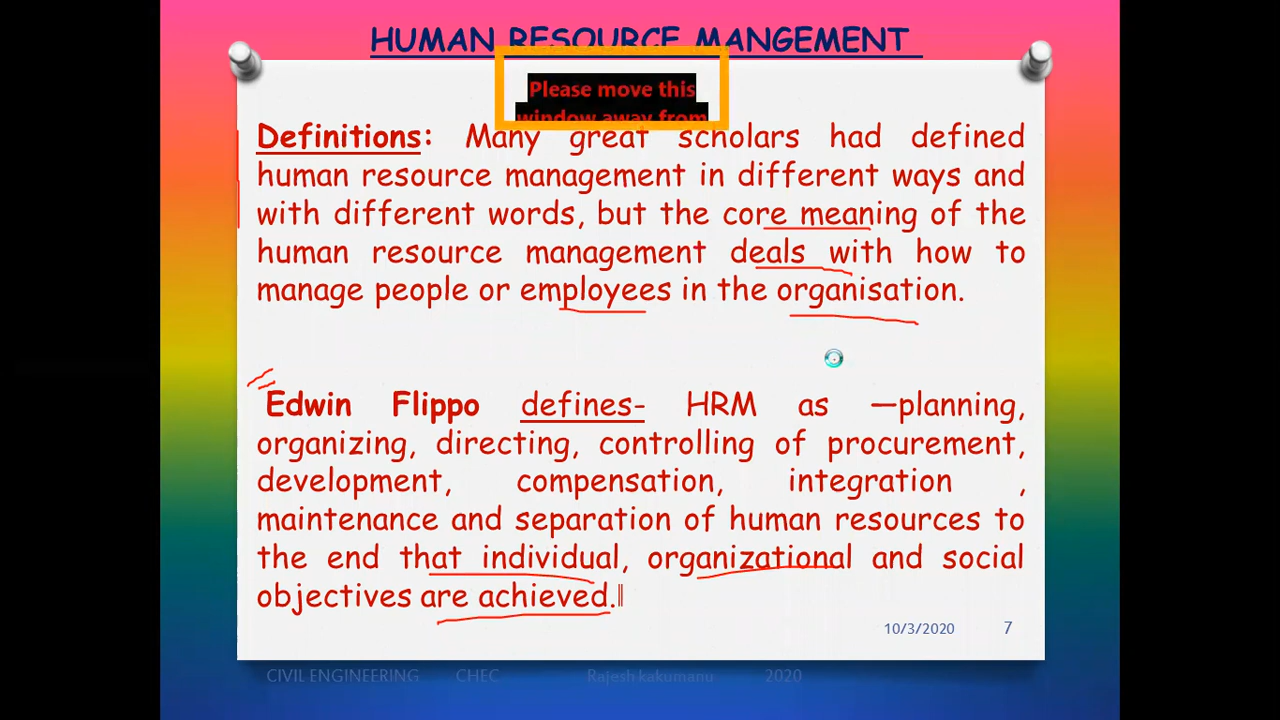 HUMAN RESOURCE MANGEMENT
Please move this
window away from
Definitions: Many great scholars had defined
human resource management in different ways and
with different words, but the core meaning of the
human resource management deals with how to
manage people or employees in the organisation.
Edwin Flippo defines- HRM as ―planning,
organizing, directing, controlling of procurement,
development, compensation, integration ,
maintenance and separation of human resources to
the end that individual, organizational and social
objectives are achieved.‖
10/3/2020 7
CIVIL ENGINEERING CHEC Rajesh kakumanu 2020